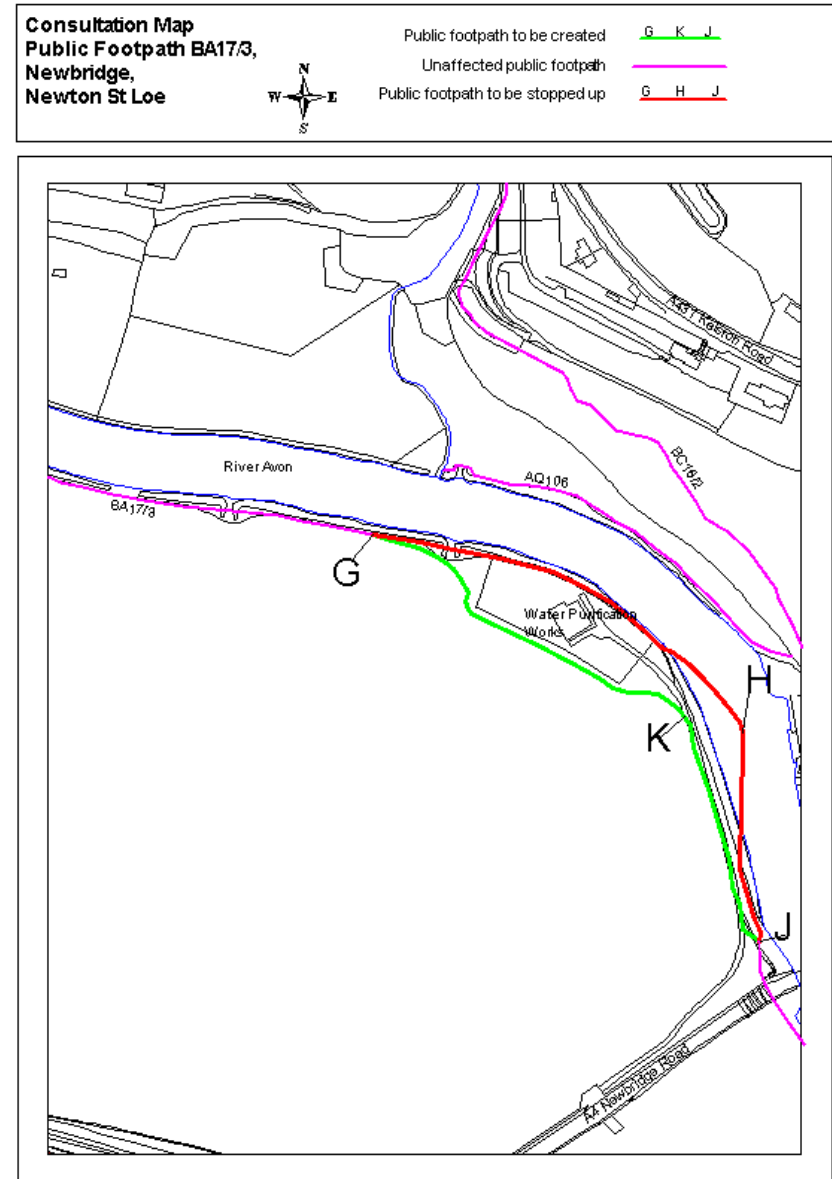 Consultation Map
Public Footpath BA17/3,
Newbridge,
Newton St Loe
N
W E
S
Public footpath to be created G K J
Unaffected public footpath
Public footpath to be stopped up G H J
A431 Kelston Road
BC16/2
River Avon
AQ106
BA17/3
G
Water Purification
Works
H
K
J
A4 Newbridge Road